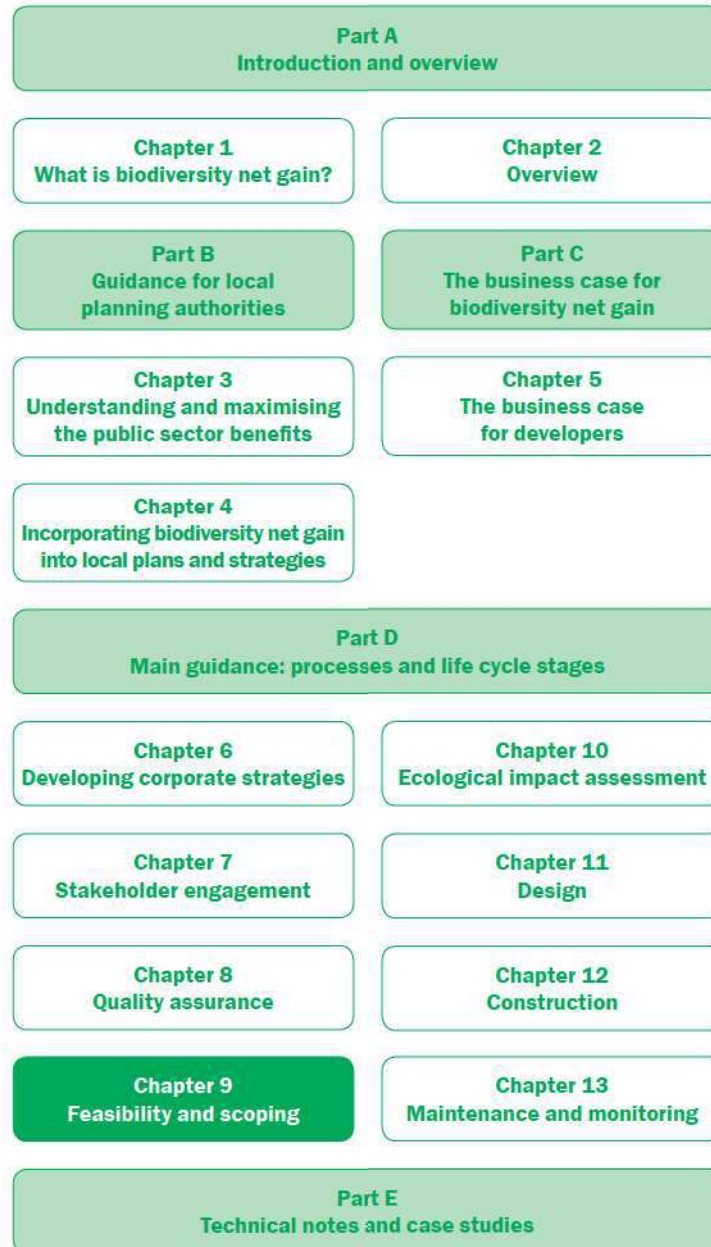 Part A
Introduction and overview
Chapter 1
What is biodiversity net gain?
Chapter 2
Overview
Part B
Guidance for local
planning authorities
Part C
The business case for
biodiversity net gain
Chapter 3
Understanding and maximising
the public sector benefits
Chapter 5
The business case
for developers
Chapter 4
Incorporating biodiversity net gain
into local plans and strategies
Part D
Main guidance: processes and life cycle stages
Chapter 6
Developing corporate strategies
Chapter 10
Ecological impact assessment
Chapter 7
Stakeholder engagement
Chapter 11
Design
Chapter 8
Quality assurance
Chapter 12
Construction
Chapter 9
Feasibility and scoping
Chapter 13
Maintenance and monitoring
Part E
Technical notes and case studies